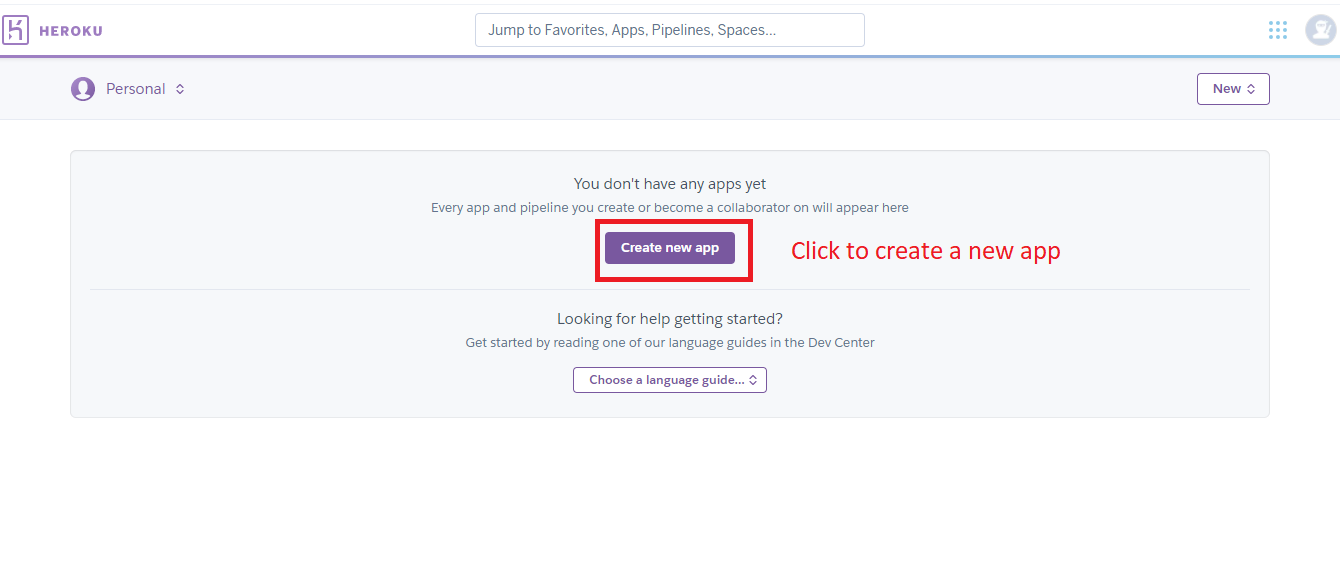 HEROKU
Jump to Favorites, Apps, Pipelines, Spaces...
Personal
New
You don't have any apps yet
Every app and pipeline you create or become a collaborator on will appear here
Create new app
Click to create a new app
Looking for help getting started?
Get started by reading one of our language guides in the Dev Center
Choose a language guide...